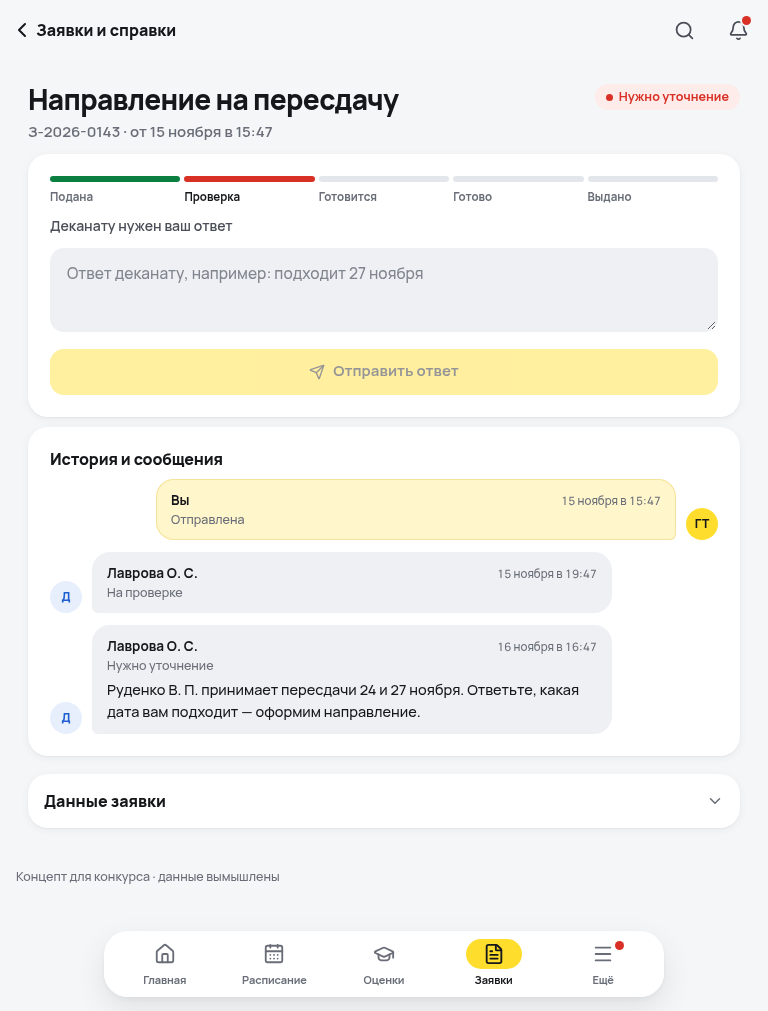 Заявки и справки
Направление на пересдачу
Нужно уточнение
З-2026-0143 · от 15 ноября в 15:47
Подана
Проверка
Готовится
Готово
Выдано
Деканату нужен ваш ответ
Ответ деканату, например: подходит 27 ноября
Отправить ответ
История и сообщения
Вы
15 ноября в 15:47
Отправлена
ГТ
Лаврова О. С.
15 ноября в 19:47
На проверке
Д
Лаврова О. С.
16 ноября в 16:47
Нужно уточнение
Руденко В. П. принимает пересдачи 24 и 27 ноября. Ответьте, какая
дата вам подходит — оформим направление.
Д
Данные заявки
Концепт для конкурса · данные вымышлены
Главная
Расписание
Оценки
Заявки
Ещё